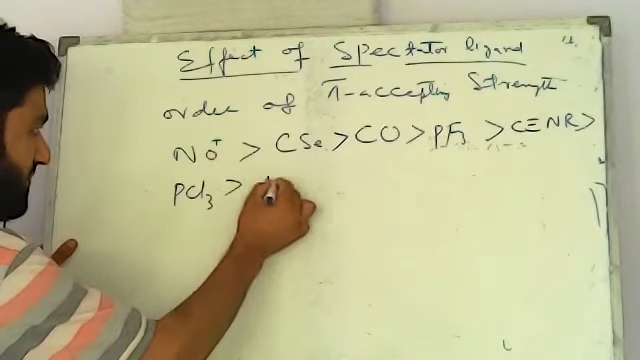 Effect of Spectator ligand
order of π-accepting Strength
NO⁺ > CSe > CO > PF₃ > C≡NR >
PCl₃ >